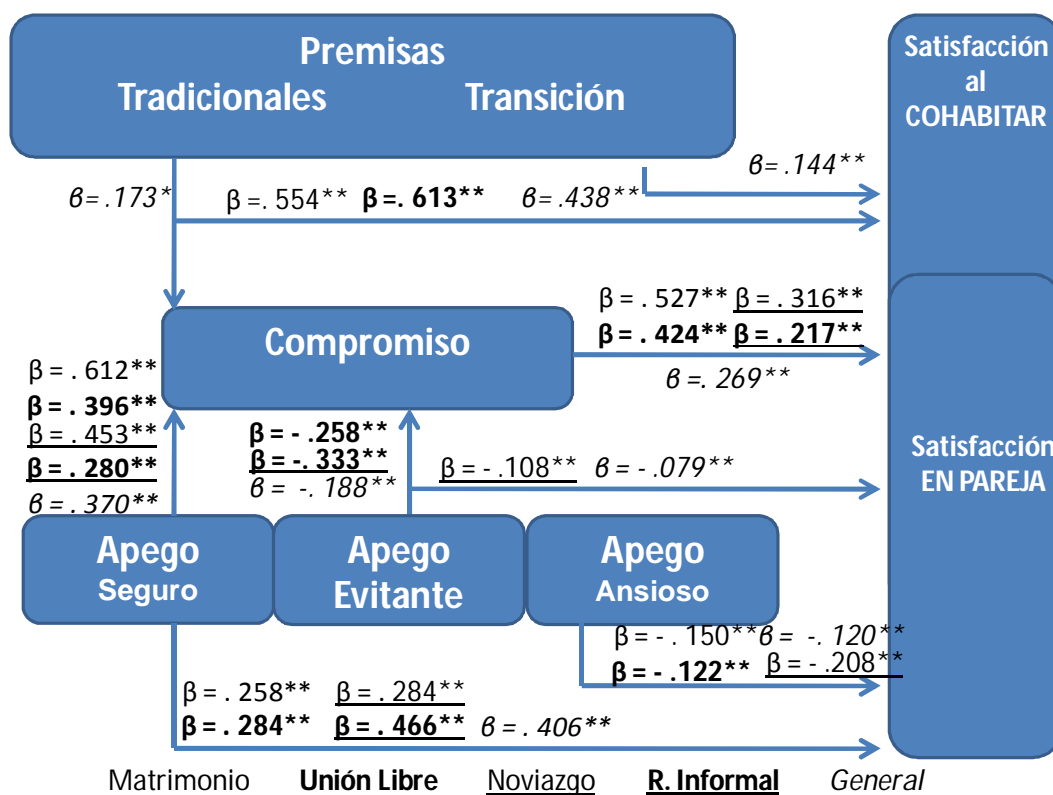 Premisas
Tradicionales Transición
Satisfacción
al
COHABITAR
β= .144**
β= .173* β=. 554** β=. 613** β= .438**
Compromiso
β = . 527** β = . 316**
β = . 424** β = . 217**
β =. 269**
β = . 612**
β = . 396**
β = . 453**
β = . 280**
β = . 370**
β = - .258**
β = -. 333**
β = -. 188**
β = - .108** β = - .079**
Satisfacción
EN PAREJA
Apego
Seguro
Apego
Evitante
Apego
Ansioso
β = - . 150** β = -. 120**
β = - .122** β = - .208**
β = . 258** β = . 284**
β = . 284** β = . 466** β = . 406**
Matrimonio Unión Libre Noviazgo R. Informal General